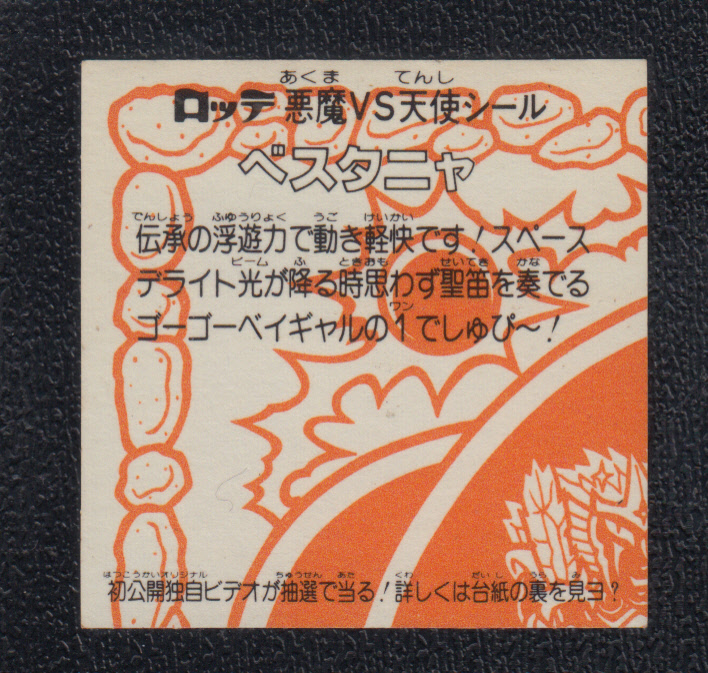 あくま てんし
ロッテ 悪魔VS天使シール
ベスタニャ
でんしょう ふゆうりょく うご けいかい
伝承の浮遊力で動き軽快です！スペース
ビーム ふ ときおも せいてき かな
デライト光が降る時思わず聖笛を奏でる
ワン
ゴーゴーベイギャルの1でしゅぴ〜！
はつこうかいオリジナル ちゅうせん あた くわ だいし うら み
初公開独自ビデオが抽選で当る！詳しくは台紙の裏を見ヨ？